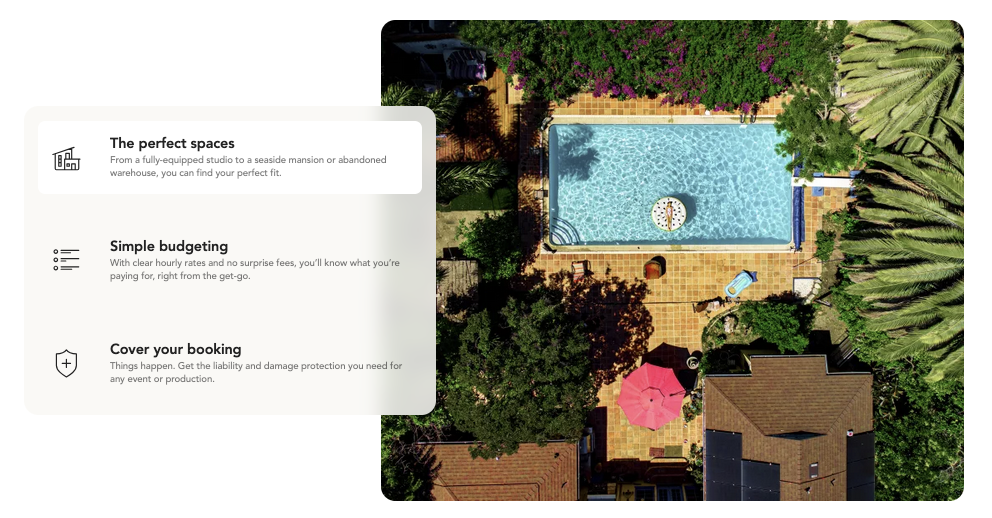 The perfect spaces
From a fully-equipped studio to a seaside mansion or abandoned
warehouse, you can find your perfect fit.
Simple budgeting
With clear hourly rates and no surprise fees, you’ll know what you’re
paying for, right from the get-go.
Cover your booking
Things happen. Get the liability and damage protection you need for
any event or production.